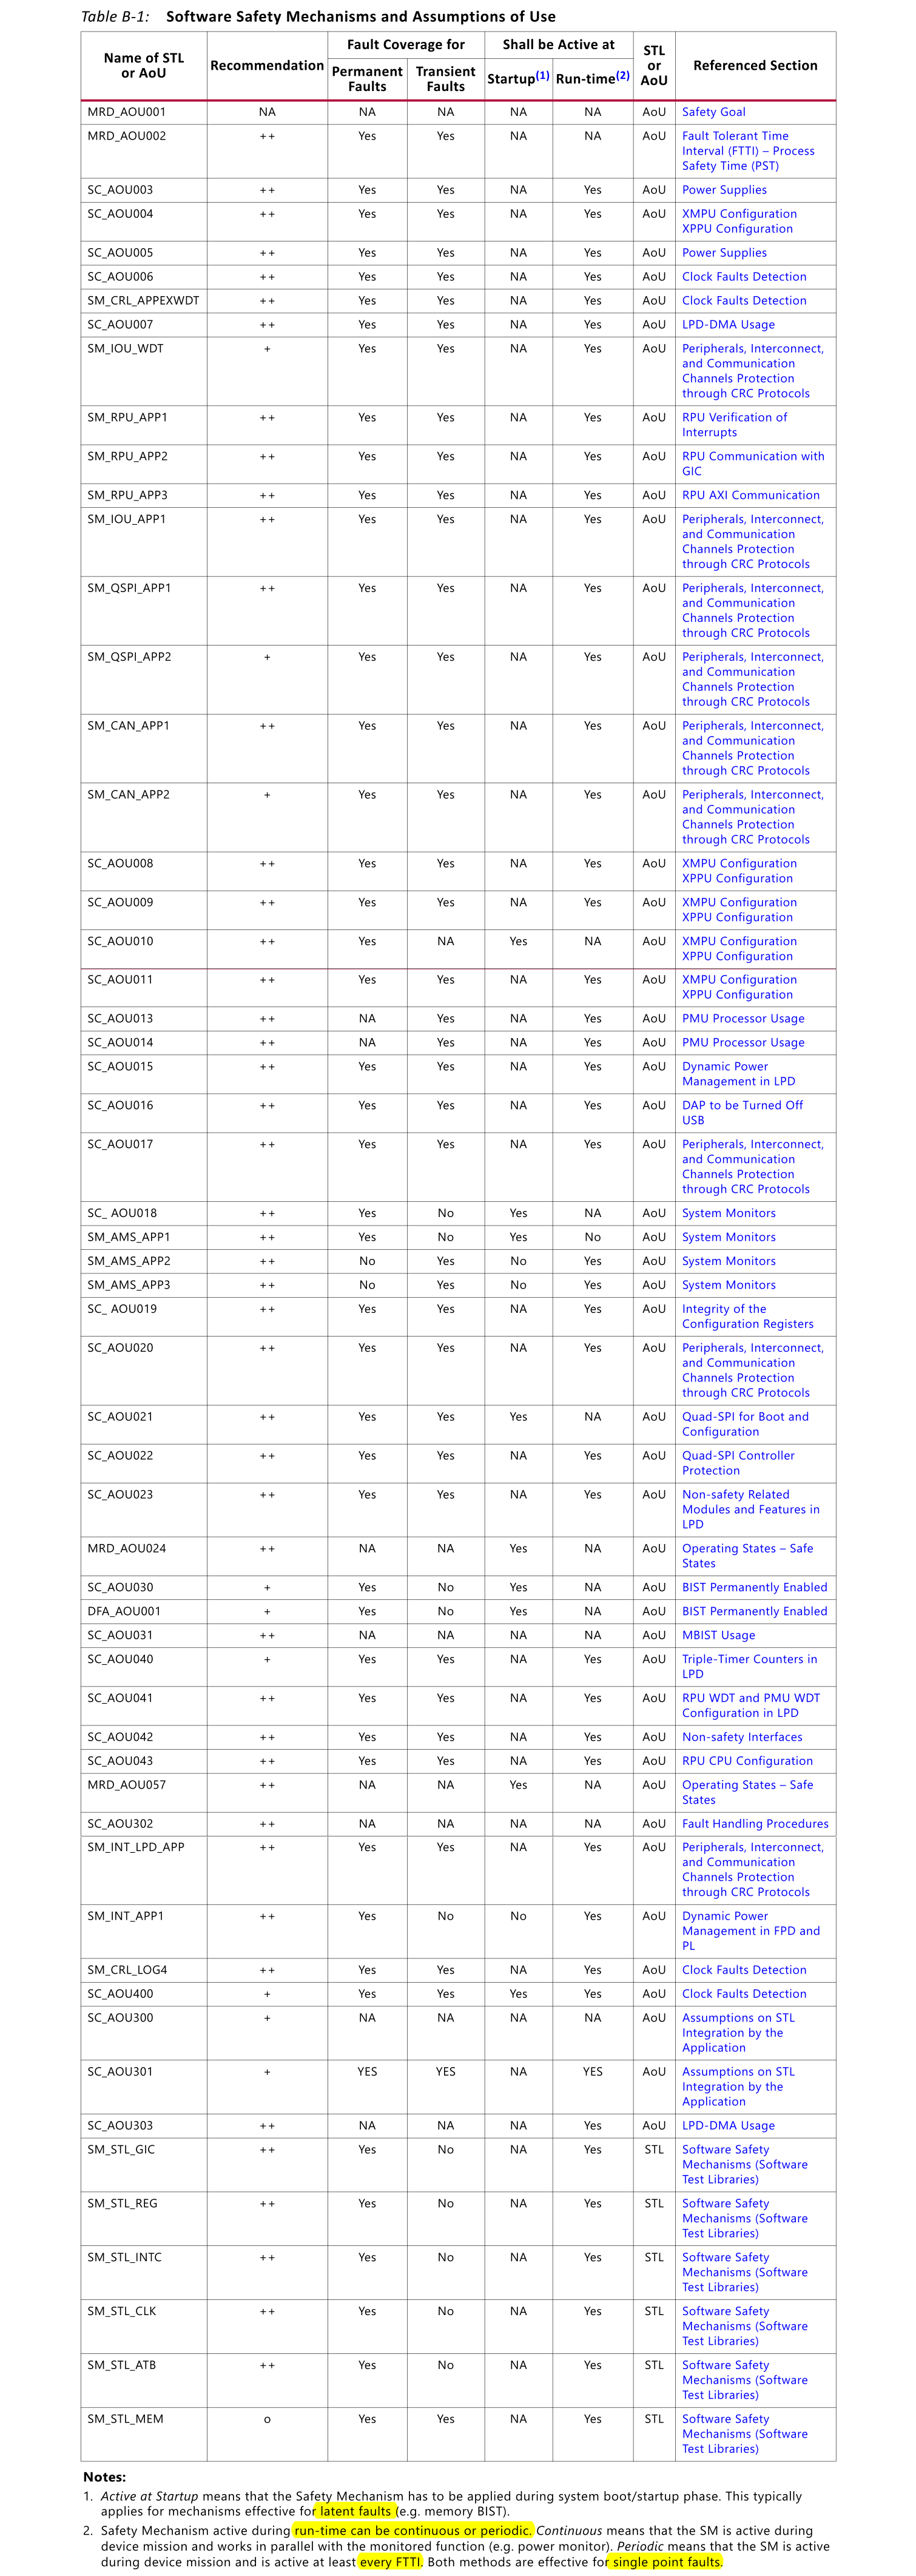 Table B-1: Software Safety Mechanisms and Assumptions of Use
Name of STL or AoU Recommendation Fault Coverage for Shall be Active at STL or AoU Referenced Section
Permanent Faults Transient Faults Startup(1) Run-time(2)
MRD_AOU001 NA NA NA NA NA AoU Safety Goal
MRD_AOU002 ++ Yes Yes NA NA AoU Fault Tolerant Time
Interval (FTTI) – Process
Safety Time (PST)
SC_AOU003 ++ Yes Yes NA Yes AoU Power Supplies
SC_AOU004 ++ Yes Yes NA Yes AoU XMPU Configuration
XPPU Configuration
SC_AOU005 ++ Yes Yes NA Yes AoU Power Supplies
SC_AOU006 ++ Yes Yes NA Yes AoU Clock Faults Detection
SM_CRL_APPEXWDT ++ Yes Yes NA Yes AoU Clock Faults Detection
SC_AOU007 ++ Yes Yes NA Yes AoU LPD-DMA Usage
SM_IOU_WDT + Yes Yes NA Yes AoU Peripherals, Interconnect,
and Communication
Channels Protection
through CRC Protocols
SM_RPU_APP1 ++ Yes Yes NA Yes AoU RPU Verification of
Interrupts
SM_RPU_APP2 ++ Yes Yes NA Yes AoU RPU Communication with
GIC
SM_RPU_APP3 ++ Yes Yes NA Yes AoU RPU AXI Communication
SM_IOU_APP1 ++ Yes Yes NA Yes AoU Peripherals, Interconnect,
and Communication
Channels Protection
through CRC Protocols
SM_QSPI_APP1 ++ Yes Yes NA Yes AoU Peripherals, Interconnect,
and Communication
Channels Protection
through CRC Protocols
SM_QSPI_APP2 + Yes Yes NA Yes AoU Peripherals, Interconnect,
and Communication
Channels Protection
through CRC Protocols
SM_CAN_APP1 ++ Yes Yes NA Yes AoU Peripherals, Interconnect,
and Communication
Channels Protection
through CRC Protocols
SM_CAN_APP2 + Yes Yes NA Yes AoU Peripherals, Interconnect,
and Communication
Channels Protection
through CRC Protocols
SC_AOU008 ++ Yes Yes NA Yes AoU XMPU Configuration
XPPU Configuration
SC_AOU009 ++ Yes Yes NA Yes AoU XMPU Configuration
XPPU Configuration
SC_AOU010 ++ Yes NA Yes NA AoU XMPU Configuration
XPPU Configuration
SC_AOU011 ++ Yes Yes NA Yes AoU XMPU Configuration
XPPU Configuration
SC_AOU013 ++ NA Yes NA Yes AoU PMU Processor Usage
SC_AOU014 ++ NA Yes NA Yes AoU PMU Processor Usage
SC_AOU015 ++ Yes Yes NA Yes AoU Dynamic Power
Management in LPD
SC_AOU016 ++ Yes Yes NA Yes AoU DAP to be Turned Off
USB
SC_AOU017 ++ Yes Yes NA Yes AoU Peripherals, Interconnect,
and Communication
Channels Protection
through CRC Protocols
SC_ AOU018 ++ Yes No Yes NA AoU System Monitors
SM_AMS_APP1 ++ Yes No Yes No AoU System Monitors
SM_AMS_APP2 ++ No Yes No Yes AoU System Monitors
SM_AMS_APP3 ++ No Yes No Yes AoU System Monitors
SC_ AOU019 ++ Yes Yes NA Yes AoU Integrity of the
Configuration Registers
SC_AOU020 ++ Yes Yes NA Yes AoU Peripherals, Interconnect,
and Communication
Channels Protection
through CRC Protocols
SC_AOU021 ++ Yes Yes Yes NA AoU Quad-SPI for Boot and
Configuration
SC_AOU022 ++ Yes Yes NA Yes AoU Quad-SPI Controller
Protection
SC_AOU023 ++ Yes Yes NA Yes AoU Non-safety Related
Modules and Features in
LPD
MRD_AOU024 ++ NA NA Yes NA AoU Operating States – Safe
States
SC_AOU030 + Yes No Yes NA AoU BIST Permanently Enabled
DFA_AOU001 + Yes No Yes NA AoU BIST Permanently Enabled
SC_AOU031 ++ NA NA NA NA AoU MBIST Usage
SC_AOU040 + Yes Yes NA Yes AoU Triple-Timer Counters in
LPD
SC_AOU041 ++ Yes Yes NA Yes AoU RPU WDT and PMU WDT
Configuration in LPD
SC_AOU042 ++ Yes Yes NA Yes AoU Non-safety Interfaces
SC_AOU043 ++ Yes Yes NA Yes AoU RPU CPU Configuration
MRD_AOU057 ++ NA NA Yes NA AoU Operating States – Safe
States
SC_AOU302 ++ NA NA NA NA AoU Fault Handling Procedures
SM_INT_LPD_APP ++ Yes Yes NA Yes AoU Peripherals, Interconnect,
and Communication
Channels Protection
through CRC Protocols
SM_INT_APP1 ++ Yes No No Yes AoU Dynamic Power
Management in FPD and
PL
SM_CRL_LOG4 ++ Yes Yes NA Yes AoU Clock Faults Detection
SC_AOU400 + Yes Yes Yes Yes AoU Clock Faults Detection
SC_AOU300 + NA NA NA NA AoU Assumptions on STL
Integration by the
Application
SC_AOU301 + YES YES NA YES AoU Assumptions on STL
Integration by the
Application
SC_AOU303 ++ NA NA NA Yes AoU LPD-DMA Usage
SM_STL_GIC ++ Yes No NA Yes STL Software Safety
Mechanisms (Software
Test Libraries)
SM_STL_REG ++ Yes No NA Yes STL Software Safety
Mechanisms (Software
Test Libraries)
SM_STL_INTC ++ Yes No NA Yes STL Software Safety
Mechanisms (Software
Test Libraries)
SM_STL_CLK ++ Yes No NA Yes STL Software Safety
Mechanisms (Software
Test Libraries)
SM_STL_ATB ++ Yes No NA Yes STL Software Safety
Mechanisms (Software
Test Libraries)
SM_STL_MEM o Yes Yes NA Yes STL Software Safety
Mechanisms (Software
Test Libraries)
Notes:
1. Active at Startup means that the Safety Mechanism has to be applied during system boot/startup phase. This typically
applies for mechanisms effective for latent faults (e.g. memory BIST).
2. Safety Mechanism active during run-time can be continuous or periodic. Continuous means that the SM is active during
device mission and works in parallel with the monitored function (e.g. power monitor). Periodic means that the SM is active
during device mission and is active at least every FTTI. Both methods are effective for single point faults.